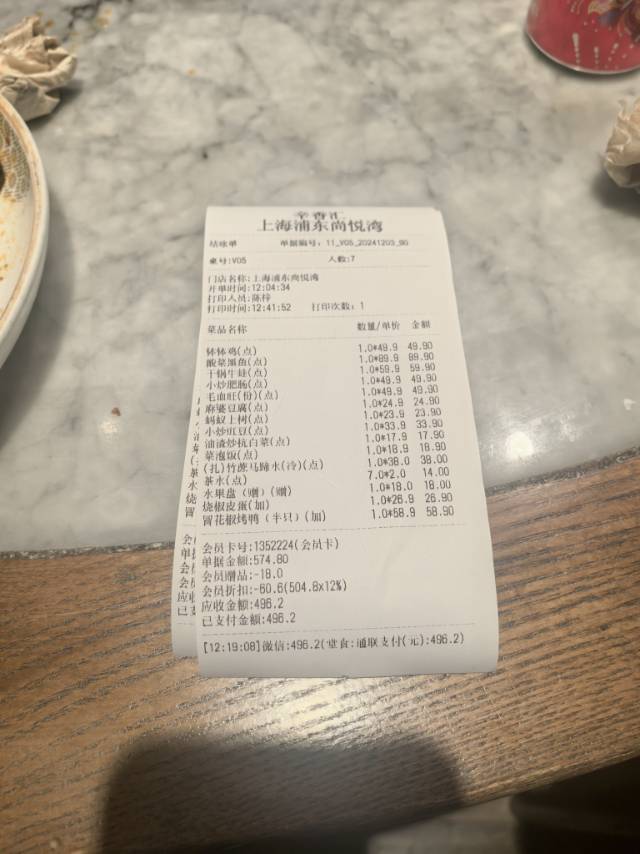 辛香汇
上海浦东尚悦湾
结账单 单据编号：11_V05_20241203_90
桌号:V05 人数:7
门店名称:上海浦东尚悦湾
开单时间:12:04:34
打印人员:陈梓
打印时间:12:41:52 打印次数：1
菜品名称 数量/单价 金额
钵钵鸡(点) 1.0*49.9 49.90
酸菜鱼(点) 1.0*89.9 89.90
干锅牛蛙(点) 1.0*59.9 59.90
小炒肥肠(点) 1.0*49.9 49.90
毛血旺(份)(点) 1.0*49.9 49.90
麻婆豆腐(点) 1.0*24.9 24.90
蚂蚁上树(点) 1.0*23.9 23.90
小炒豇豆(点) 1.0*33.9 33.90
油渣炒杭白菜(点) 1.0*17.9 17.90
菜泡饭(点) 1.0*18.9 18.90
(扎)竹蔗马蹄水(冷)(点) 1.0*38.0 38.00
茶水(点) 7.0*2.0 14.00
水果盘（赠）(赠) 1.0*18.0 18.00
烧椒皮蛋(加) 1.0*26.9 26.90
冒花椒烤鸭（半只）(加) 1.0*58.9 58.90
会员卡号:1352224(会员卡)
单据金额:574.80
会员赠品:-18.0
会员折扣:-60.6(504.8x12%)
应收金额:496.2
已支付金额:496.2
[12:19:08]微信:496.2(堂食:通联支付(元):496.2)